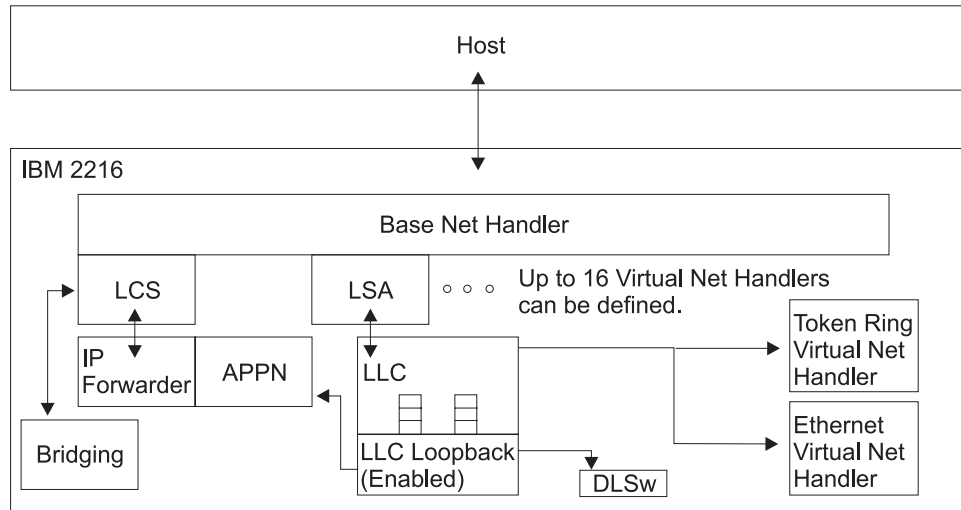 Host
IBM 2216
Base Net Handler
LCS
LSA
Up to 16 Virtual Net Handlers
can be defined.
Token Ring
Virtual Net
Handler
IP
Forwarder
APPN
LLC
Ethernet
Virtual Net
Handler
Bridging
LLC Loopback
(Enabled)
DLSw